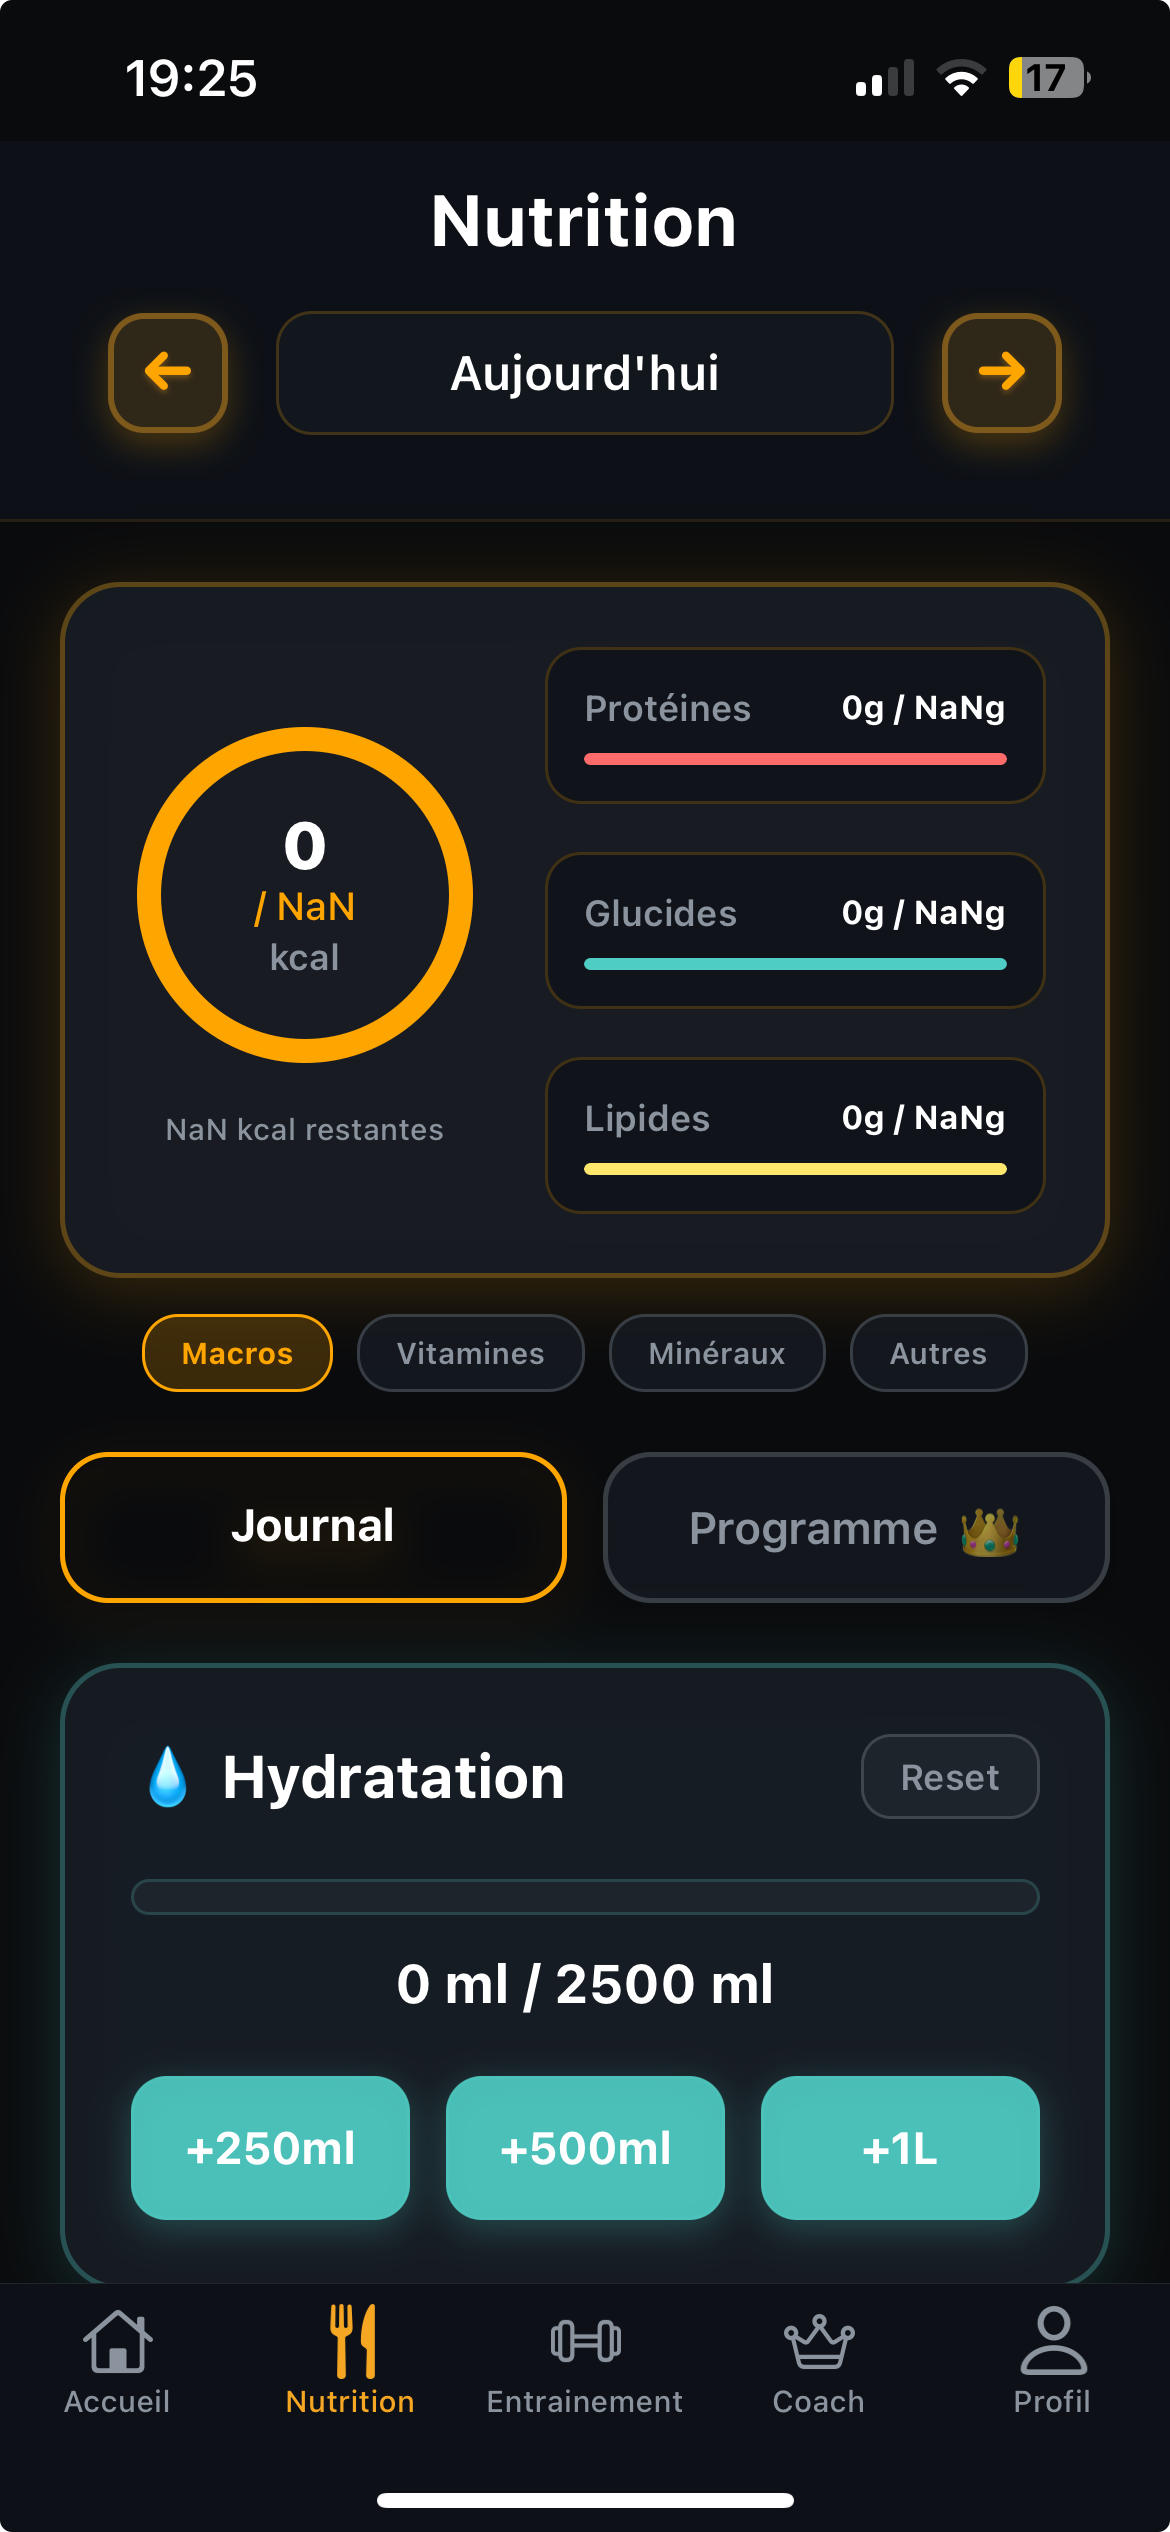 19:25
17
Nutrition
Aujourd'hui
0
/ NaN
kcal
NaN kcal restantes
Protéines 0g / NaNg
Glucides 0g / NaNg
Lipides 0g / NaNg
Macros Vitamines Minéraux Autres
Journal Programme
Hydratation Reset
0 ml / 2500 ml
+250ml +500ml +1L
Accueil Nutrition Entrainement Coach Profil